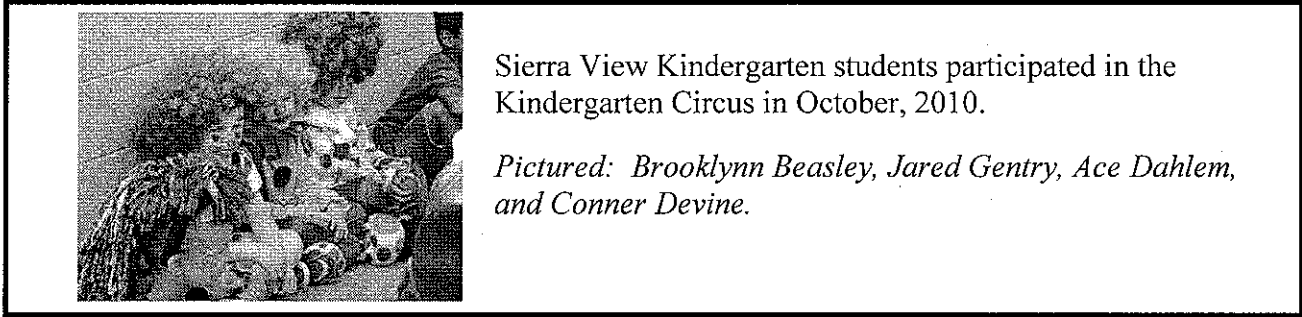 Sierra View Kindergarten students participated in the
Kindergarten Circus in October, 2010.
Pictured: Brooklynn Beasley, Jared Gentry, Ace Dahlem,
and Conner Devine.